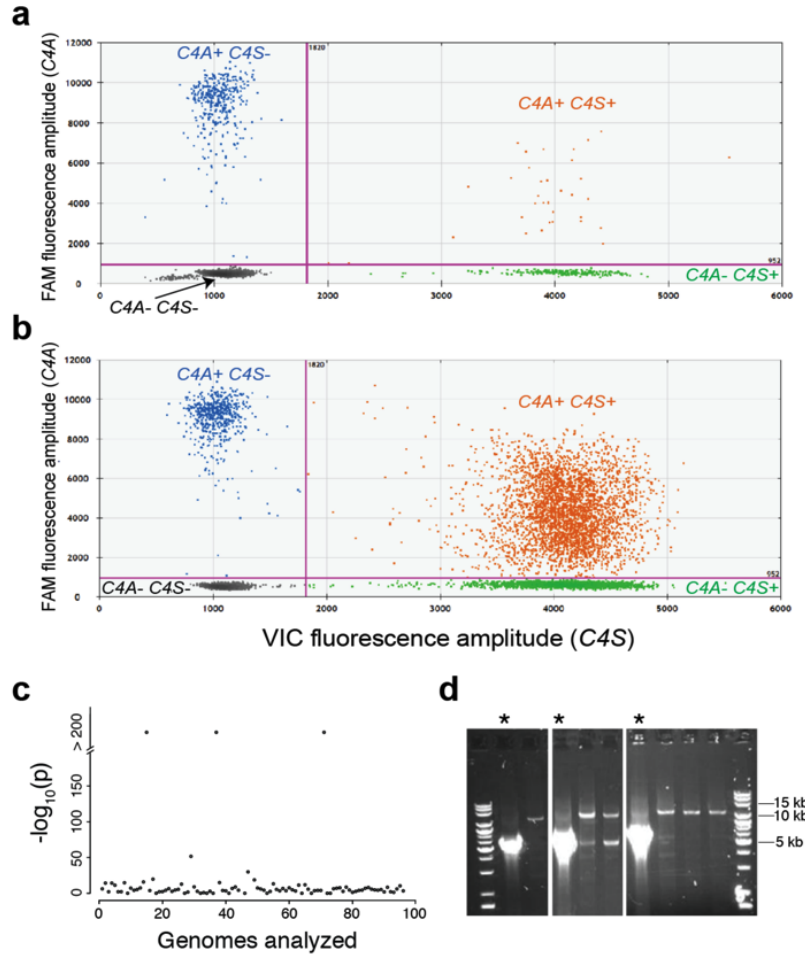 a
FAM fluorescence amplitude (C4A)
12000
10000
8000
6000
4000
2000
0
C4A+ C4S-
1820
C4A+ C4S+
952
C4A- C4S+
0
1000
2000
3000
4000
5000
6000
C4A- C4S-
b
FAM fluorescence amplitude (C4A)
12000
10000
8000
6000
4000
2000
0
C4A+ C4S-
1820
C4A+ C4S+
952
C4A- C4S-
C4A- C4S+
0
1000
2000
3000
4000
5000
6000
VIC fluorescence amplitude (C4S)
c
-log10(p)
> 200
150
100
50
0
0
20
40
60
80
100
Genomes analyzed
d
* * *
15 kb
10 kb
5 kb